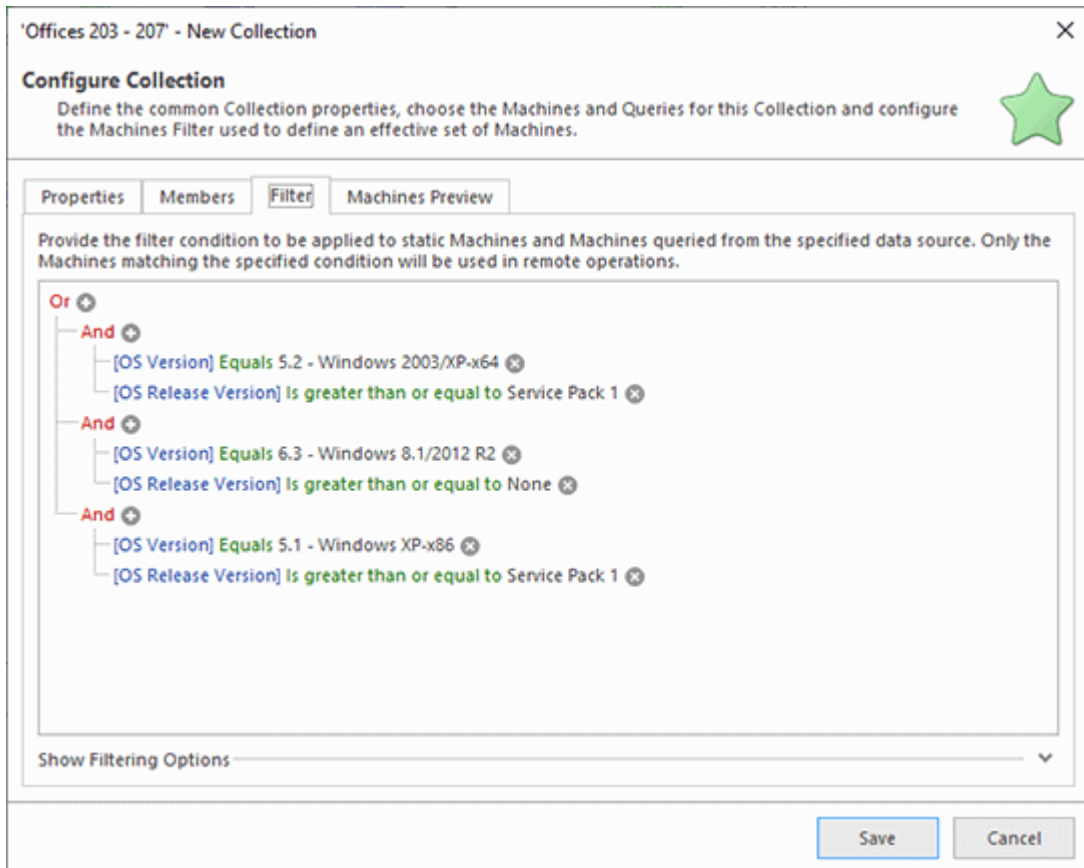 'Offices 203 - 207' - New Collection
Configure Collection
Define the common Collection properties, choose the Machines and Queries for this Collection and configure
the Machines Filter used to define an effective set of Machines.
Properties Members Filter Machines Preview
Provide the filter condition to be applied to static Machines and Machines queried from the specified data source. Only the
Machines matching the specified condition will be used in remote operations.
Or
And
[OS Version] Equals 5.2 - Windows 2003/XP-x64
[OS Release Version] Is greater than or equal to Service Pack 1
And
[OS Version] Equals 6.3 - Windows 8.1/2012 R2
[OS Release Version] Is greater than or equal to None
And
[OS Version] Equals 5.1 - Windows XP-x86
[OS Release Version] Is greater than or equal to Service Pack 1
Show Filtering Options
Save Cancel